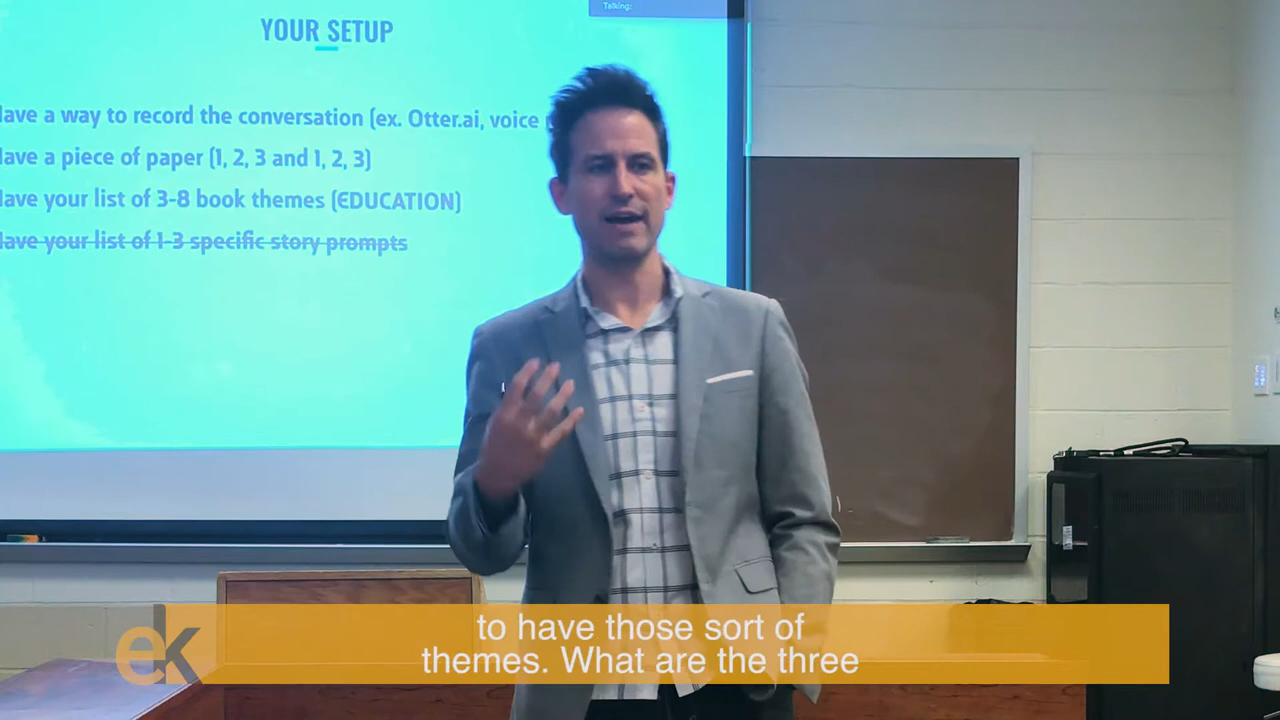 Talking:
YOUR SETUP
ave a way to record the conversation (ex. Otter.ai, voice
ave a piece of paper (1, 2, 3 and 1, 2, 3)
ave your list of 3-8 book themes (EDUCATION)
ave your list of 1-3 specific story prompts
ek
to have those sort of
themes. What are the three